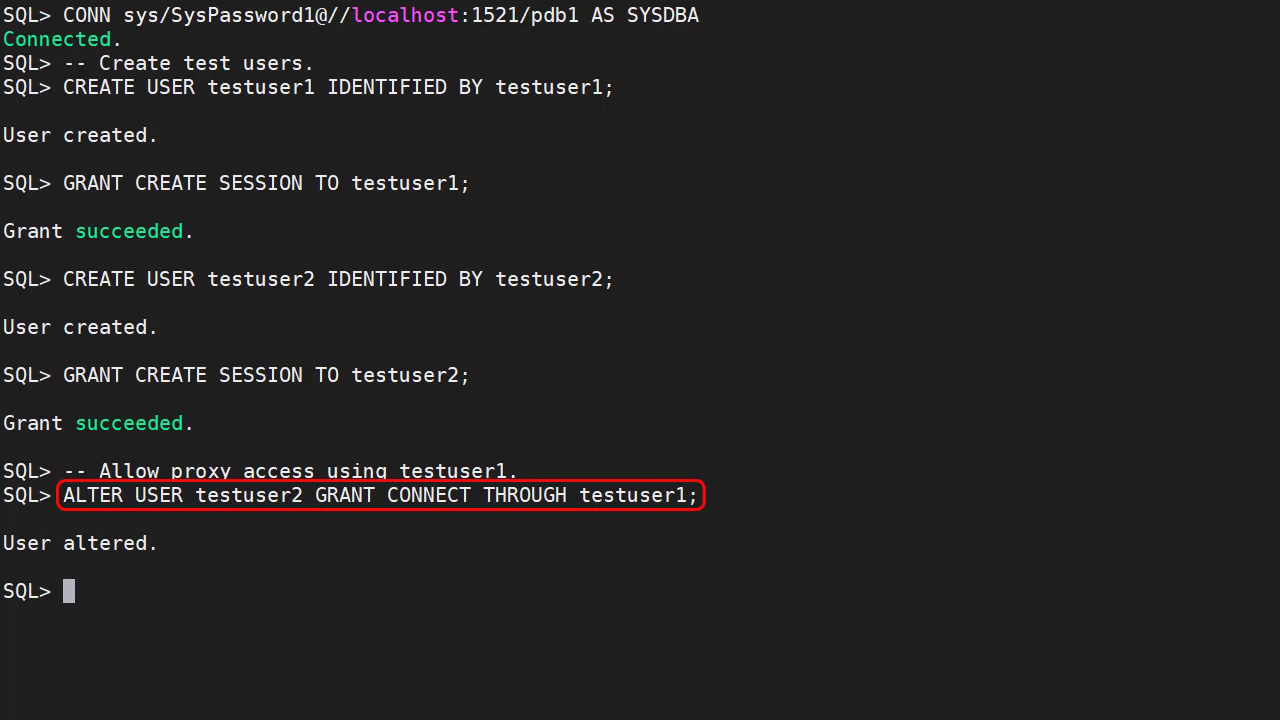 SQL> CONN sys/SysPassword1@//localhost:1521/pdb1 AS SYSDBA
Connected.
SQL> -- Create test users.
SQL> CREATE USER testuser1 IDENTIFIED BY testuser1;
User created.
SQL> GRANT CREATE SESSION TO testuser1;
Grant succeeded.
SQL> CREATE USER testuser2 IDENTIFIED BY testuser2;
User created.
SQL> GRANT CREATE SESSION TO testuser2;
Grant succeeded.
SQL> -- Allow proxy access using testuser1.
SQL> ALTER USER testuser2 GRANT CONNECT THROUGH testuser1;
User altered.
SQL>